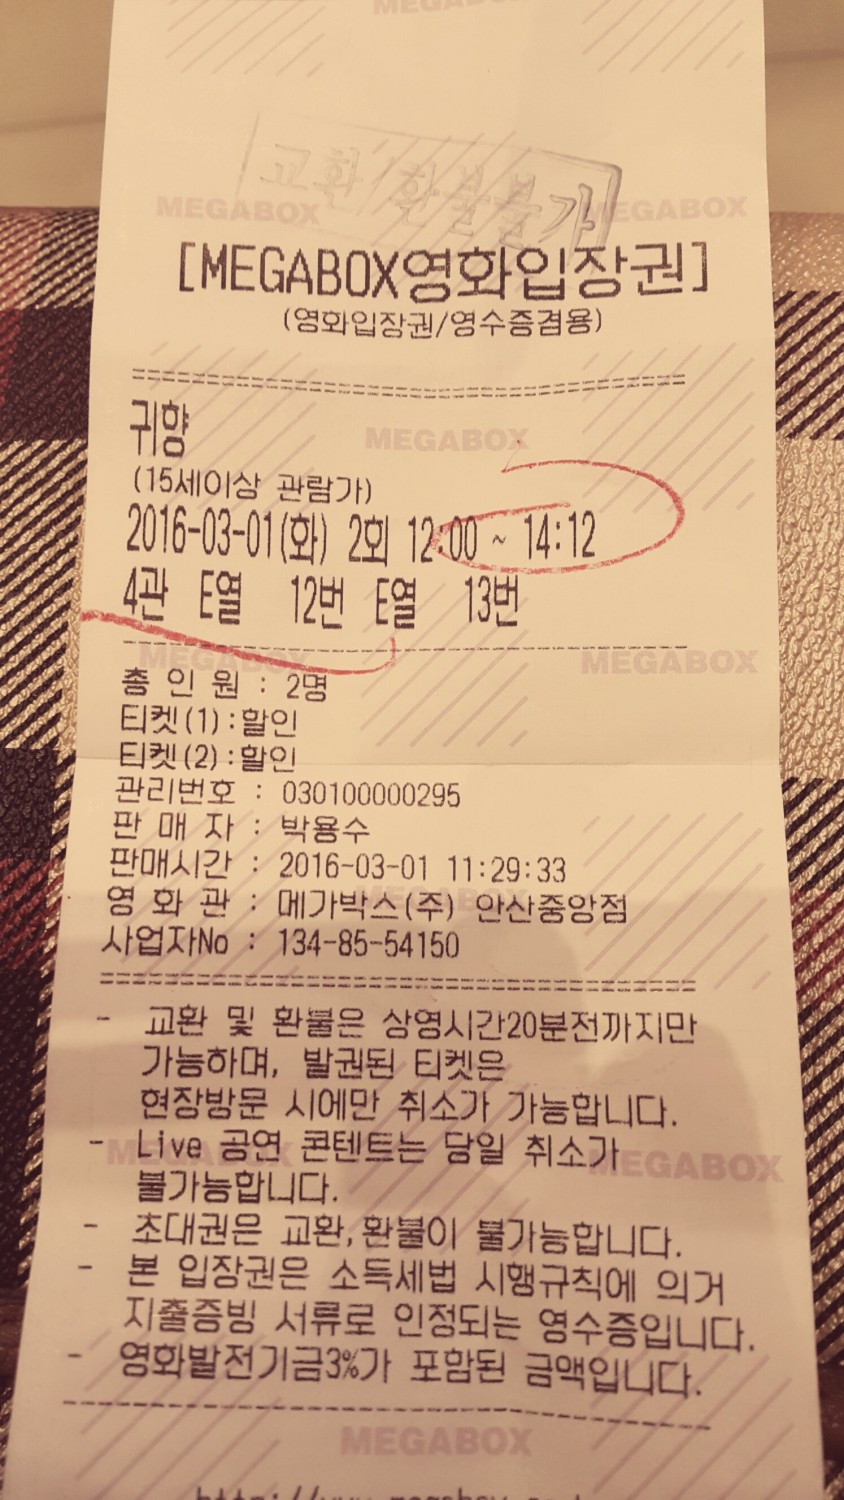 MEGABOX
교환/환불불가
MEGABOX MEGABOX
[MEGABOX영화입장권]
(영화입장권/영수증겸용)
귀향
MEGABOX
(15세이상 관람가)
2016-03-01(화) 2회 12:00 ~ 14:12
4관 E열 12번 E열 13번
MEGABOX MEGABOX
총 인 원 : 2명
티켓(1):할인
티켓(2):할인
관리번호 : 030100000295
판 매 자 : 박용수
판매시간 : 2016-03-01 11:29:33
영 화 관 : 메가박스(주) 안산중앙점
사업자No : 134-85-54150
- 교환 및 환불은 상영시간20분전까지만
가능하며, 발권된 티켓은
현장방문 시에만 취소가 가능합니다.
- Live 공연 콘텐트는 당일 취소가
MEGABOX MEGABOX
불가능합니다.
- 초대권은 교환,환불이 불가능합니다.
- 본 입장권은 소득세법 시행규칙에 의거
지출증빙 서류로 인정되는 영수증입니다.
- 영화발전기금3%가 포함된 금액입니다.
MEGABOX